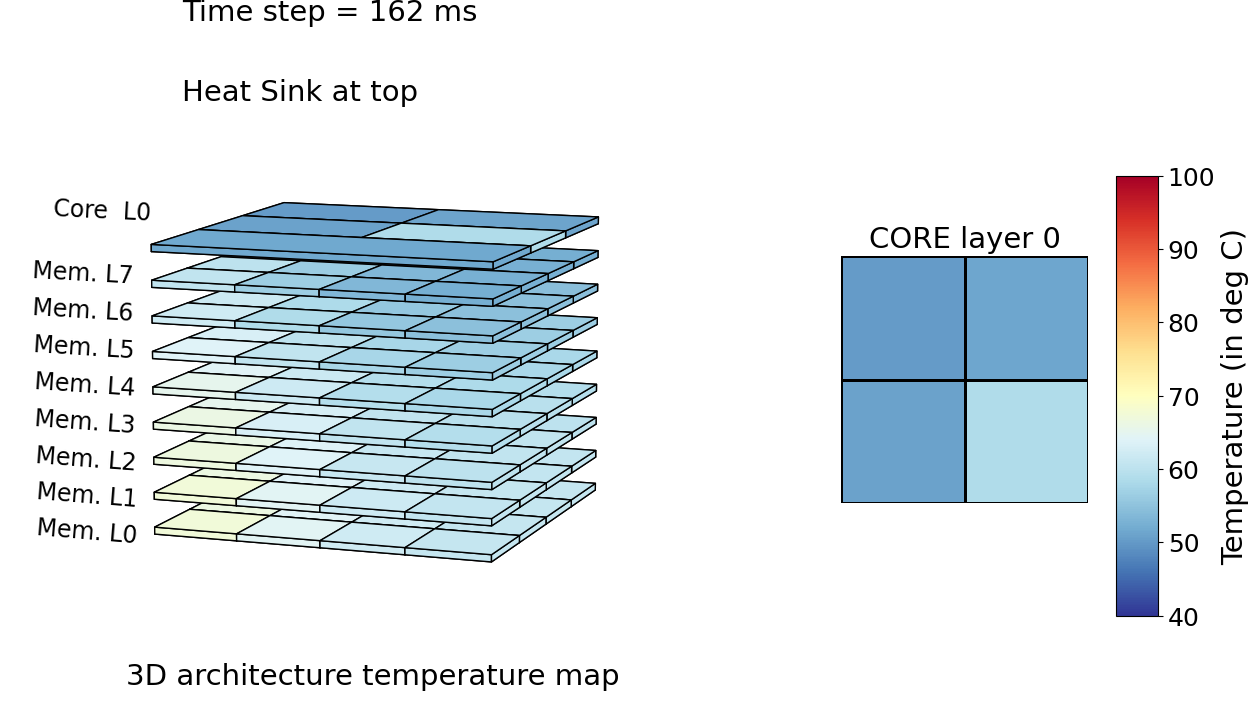 Time step = 162 ms
Heat Sink at top
Core  L0
Mem. L7
Mem. L6
Mem. L5
Mem. L4
Mem. L3
Mem. L2
Mem. L1
Mem. L0
3D architecture temperature map
CORE layer 0
100
90
80
70
60
50
40
Temperature (in deg C)